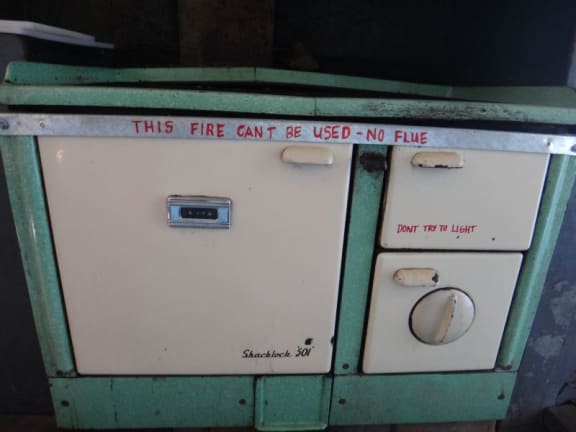 THIS FIRE CANT BE USED - NO FLUE
DONT TRY TO LIGHT
Shacklock '501'